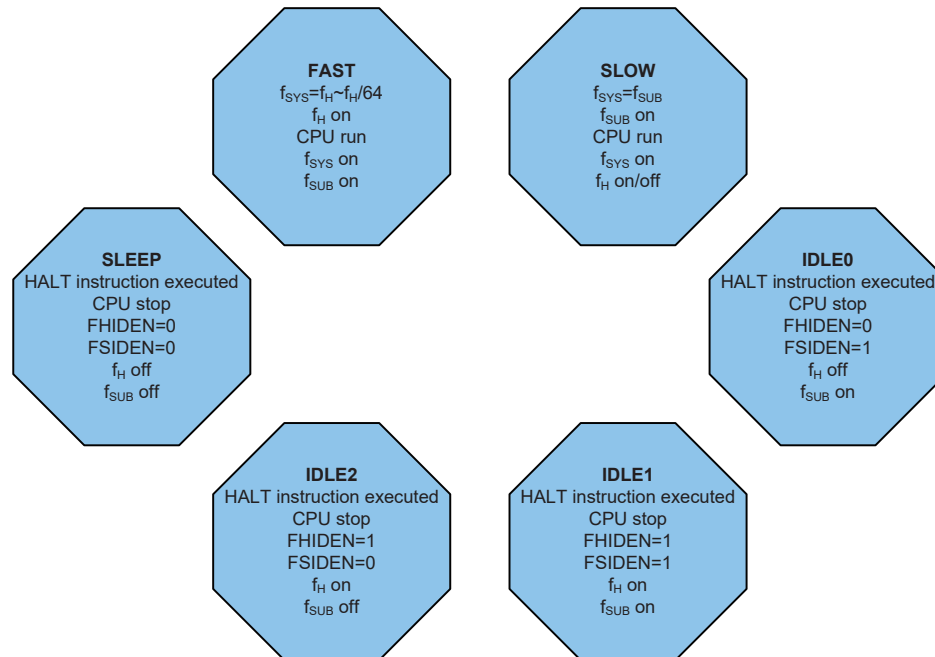 FAST
fSYS=fH~fH/64
fH on
CPU run
fSYS on
fSUB on
SLOW
fSYS=fSUB
fSUB on
CPU run
fSYS on
fH on/off
SLEEP
HALT instruction executed
CPU stop
FHIDEN=0
FSIDEN=0
fH off
fSUB off
IDLE0
HALT instruction executed
CPU stop
FHIDEN=0
FSIDEN=1
fH off
fSUB on
IDLE2
HALT instruction executed
CPU stop
FHIDEN=1
FSIDEN=0
fH on
fSUB off
IDLE1
HALT instruction executed
CPU stop
FHIDEN=1
FSIDEN=1
fH on
fSUB on